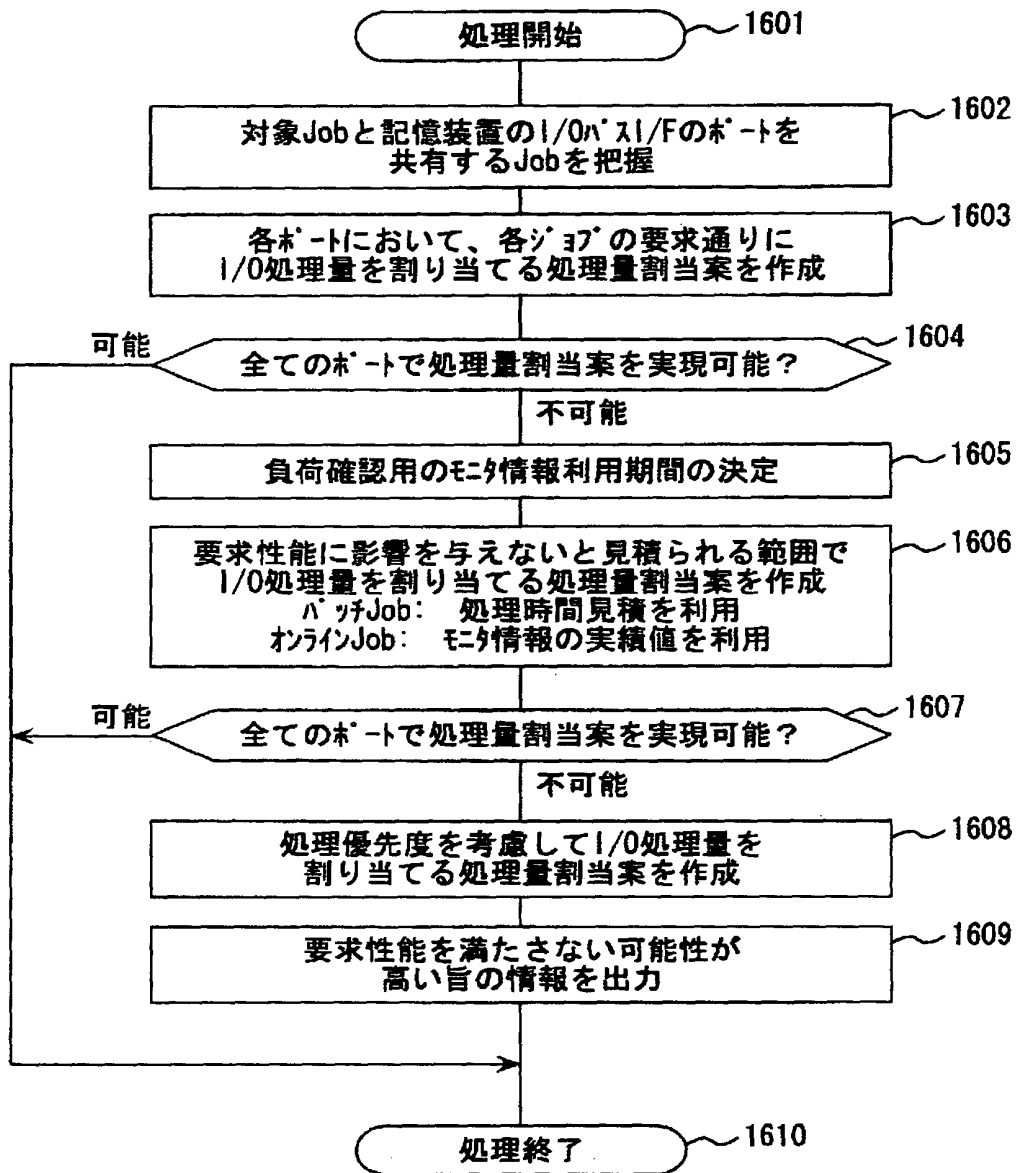 処理開始
1601
対象Jobと記憶装置のI/OパスI/Fのポートを
共有するJobを把握
1602
各ポートにおいて、各ジョブの要求通りに
I/O処理量を割り当てる処理量割当案を作成
1603
可能
全てのポートで処理量割当案を実現可能?
1604
不可能
負荷確認用のモニタ情報利用期間の決定
1605
要求性能に影響を与えないと見積られる範囲で
I/O処理量を割り当てる処理量割当案を作成
バッチJob: 処理時間見積を利用
オンラインJob: モニタ情報の実績値を利用
1606
可能
全てのポートで処理量割当案を実現可能?
1607
不可能
処理優先度を考慮してI/O処理量を
割り当てる処理量割当案を作成
1608
要求性能を満たさない可能性が
高い旨の情報を出力
1609
処理終了
1610